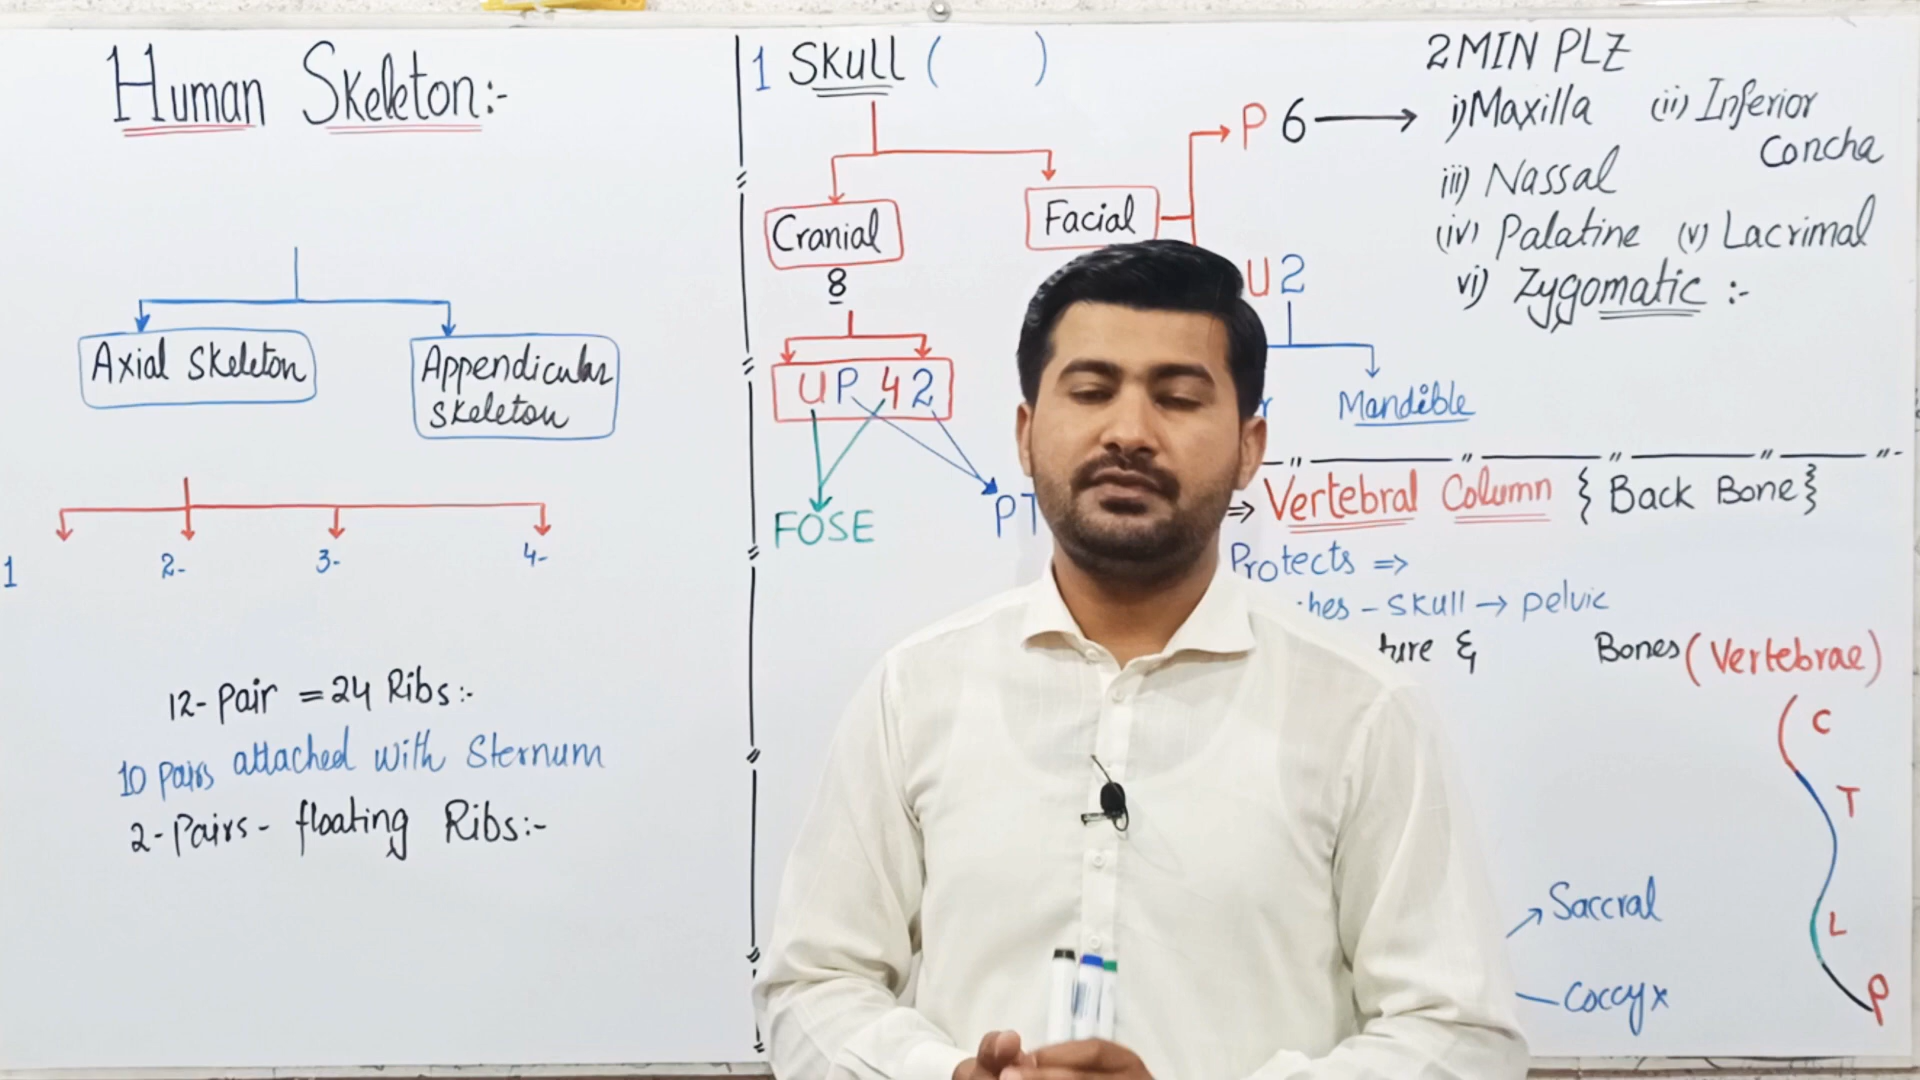 Human Skeleton:-
Axial Skeleton
Appendicular
Skeleton
1 2- 3- 4-
12-Pair = 24 Ribs:-
10 Pairs attached with Sternum
2-Pairs- floating Ribs:-
1 Skull ( )
Cranial
8
UP 42
FOSE
PT
Facial
P 6
2 MIN PLZ
i) Maxilla (ii) Inferior
Concha
iii) Nassal
(iv) Palatine (v) Lacrimal
vi) Zygomatic :-
U 2
Mandible
⇒ Vertebral Column { Back Bone }
Protects ⇒
hes - Skull → pelvic
ture & Bones (Vertebrae)
C
T
L
P
Saccral
Coccyx